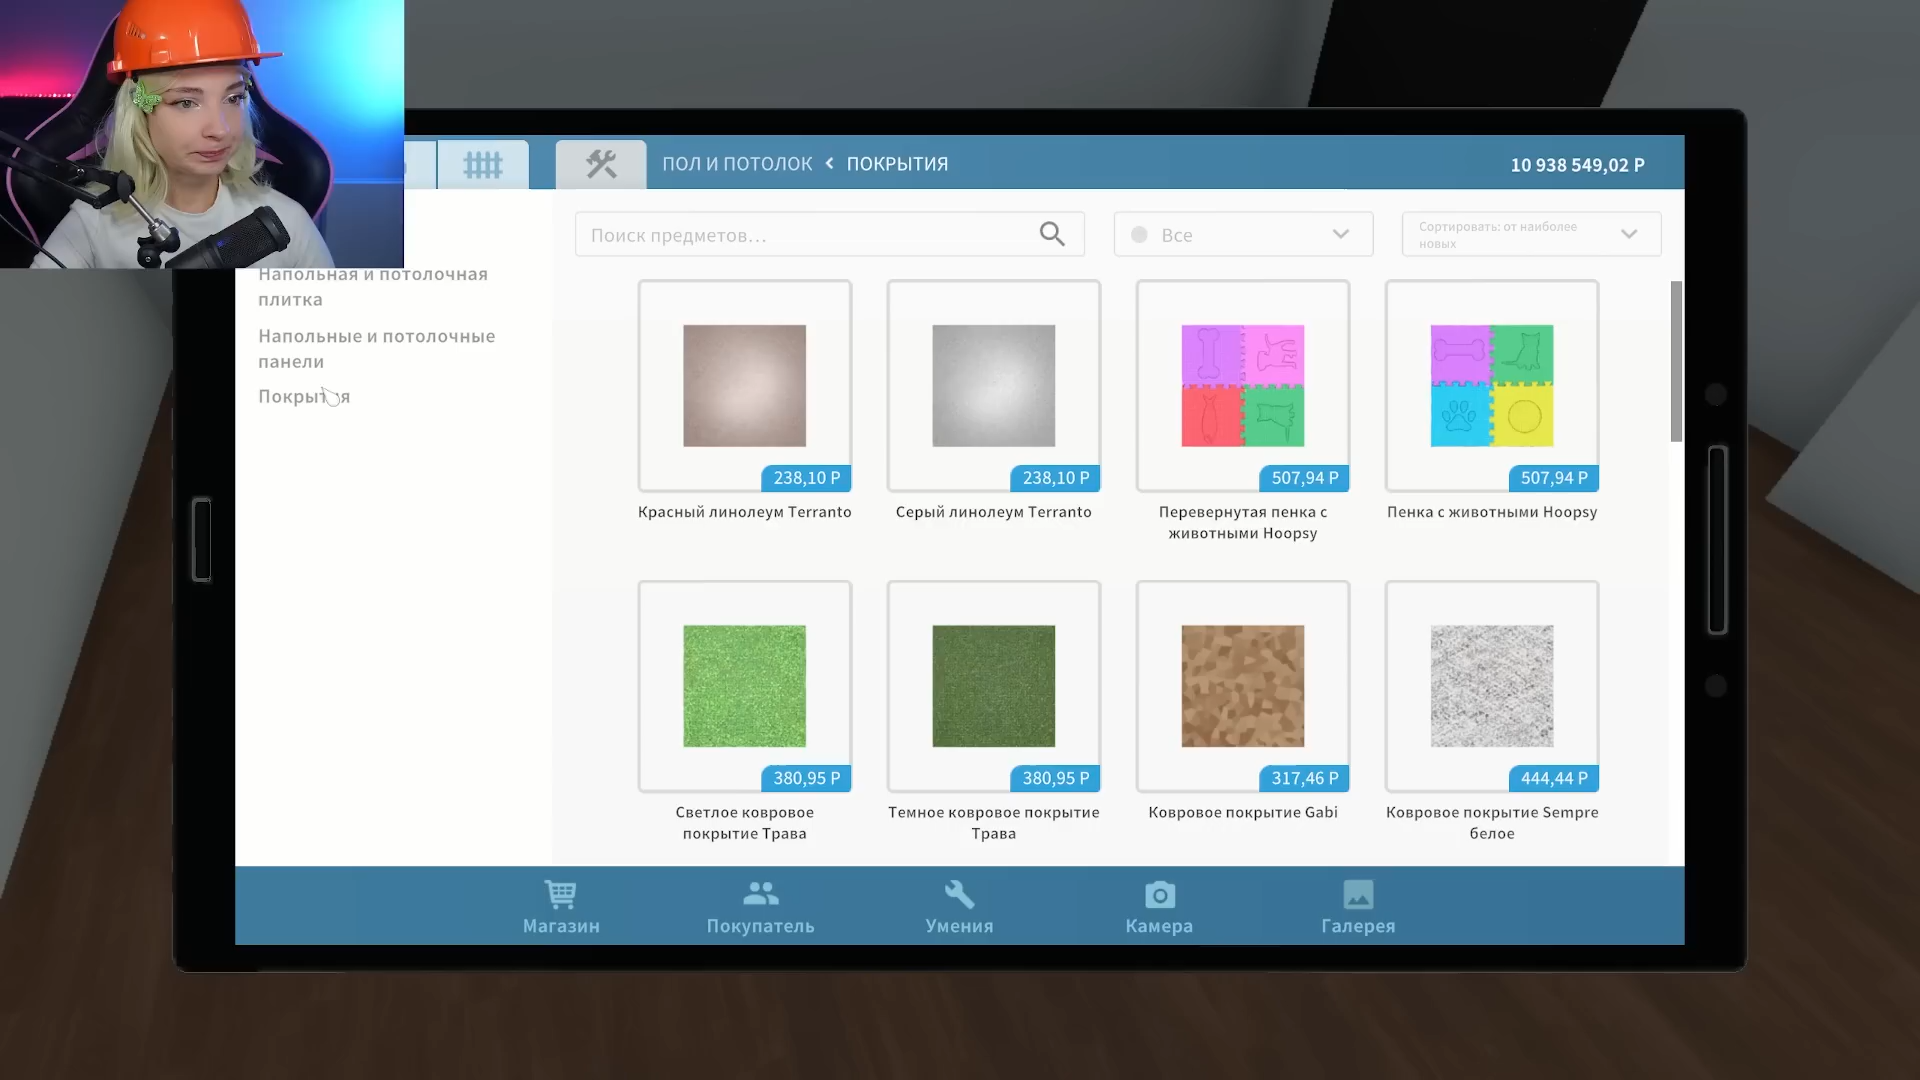 ПОЛ И ПОТОЛОК < ПОКРЫТИЯ
10 938 549,02 Р
Поиск предметов...
Все
Сортировать: от наиболее
новых
Напольная и потолочная
плитка
Напольные и потолочные
панели
Покрытия
238,10 Р
238,10 Р
507,94 Р
507,94 Р
Красный линолеум Terranto
Серый линолеум Terranto
Перевернутая пенка с
животными Hoopsy
Пенка с животными Hoopsy
380,95 Р
380,95 Р
317,46 Р
444,44 Р
Светлое ковровое
покрытие Трава
Темное ковровое покрытие
Трава
Ковровое покрытие Gabi
Ковровое покрытие Sempre
белое
Магазин
Покупатель
Умения
Камера
Галерея